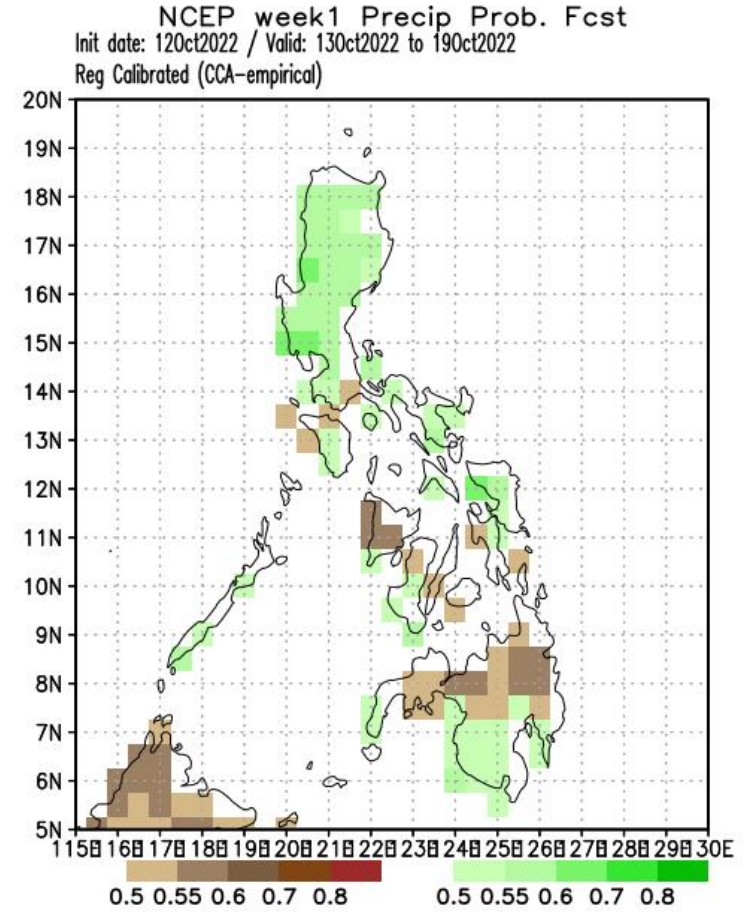 NCEP week1 Precip Prob. Fcst
Init date: 12Oct2022 / Valid: 13Oct2022 to 19Oct2022
Reg Calibrated (CCA-empirical)
20N
19N
18N
17N
16N
15N
14N
13N
12N
11N
10N
9N
8N
7N
6N
5N
115E 116E 117E 118E 119E 120E 121E 122E 123E 124E 125E 126E 127E 128E 129E 130E
0.5 0.55 0.6 0.7 0.8 0.5 0.55 0.6 0.7 0.8